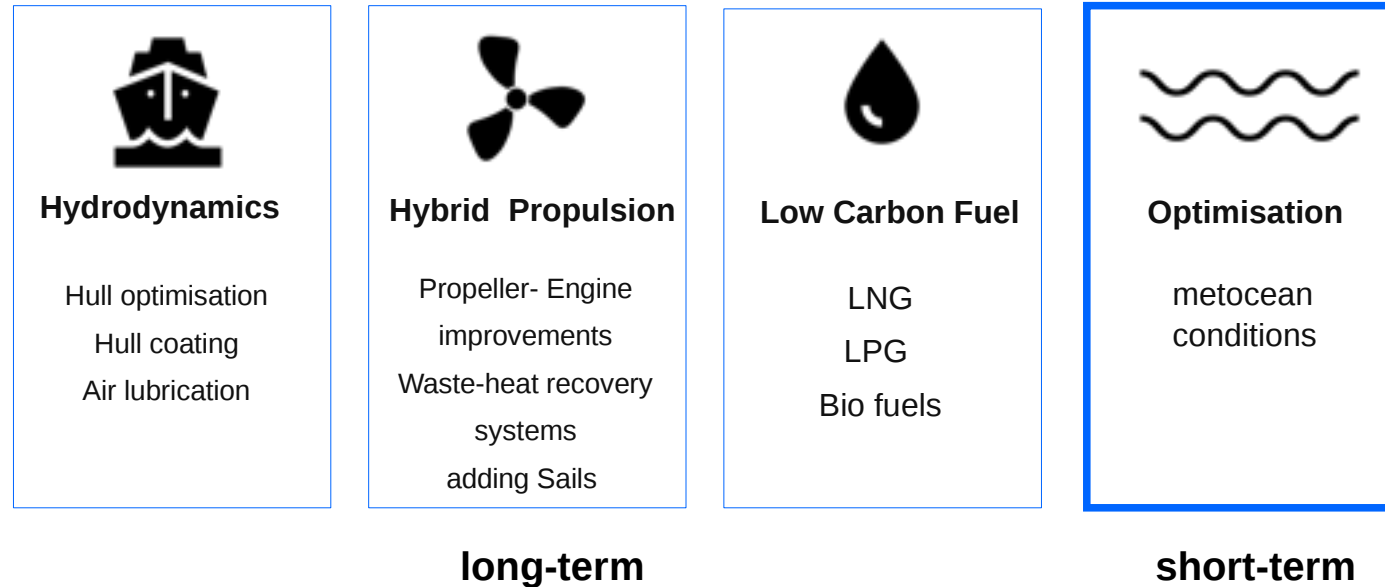 Hydrodynamics
Hull optimisation
Hull coating
Air lubrication
Hybrid  Propulsion
Propeller- Engine
improvements
Waste-heat recovery
systems
adding Sails
Low Carbon Fuel
LNG
LPG
Bio fuels
Optimisation
metocean
conditions
long-term
short-term